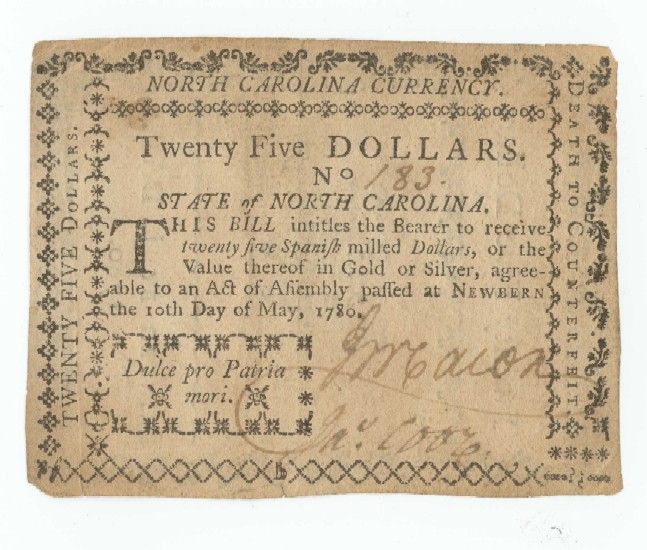 NORTH CAROLINA CURRENCY.
Twenty Five DOLLARS.
No 183.
STATE of NORTH CAROLINA.
THIS BILL intitles the Bearer to receive
twenty five Spaniſh milled Dollars, or the
Value thereof in Gold or Silver, agree-
able to an Act of Aſſembly paſſed at NEWBERN
the 10th Day of May, 1780.
Dulce pro Patria
mori.
TWENTY FIVE DOLLARS.
DEATH TO COUNTERFEIT.